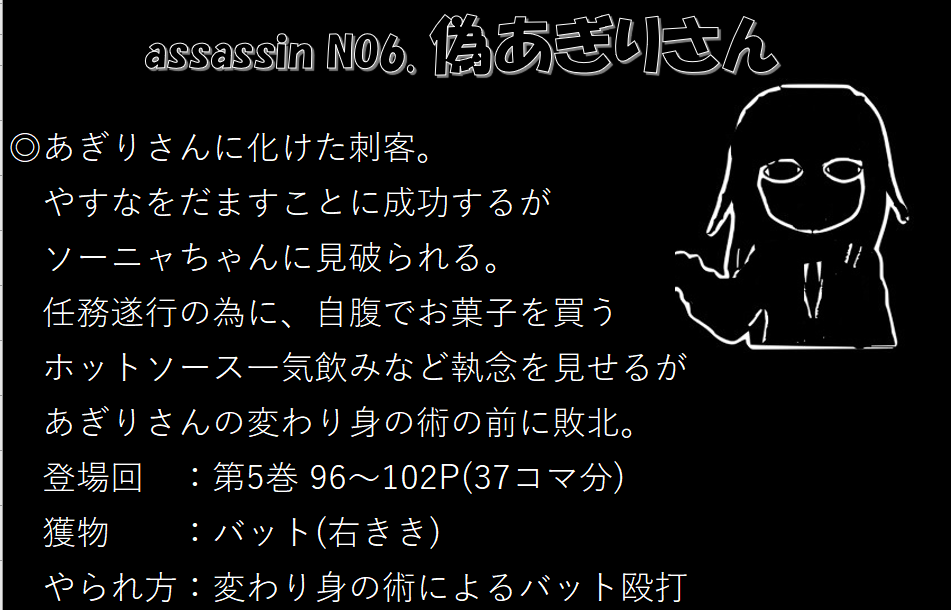 assassin NO6. 偽あぎりさん
◎あぎりさんに化けた刺客。
やすなをだますことに成功するが
ソーニャちゃんに見破られる。
任務遂行の為に、自腹でお菓子を買う
ホットソース一気飲みなど執念を見せるが
あぎりさんの変わり身の術の前に敗北。
登場回 ：第5巻 96～102P(37コマ分)
獲物 ：バット(右きき)
やられ方：変わり身の術によるバット殴打